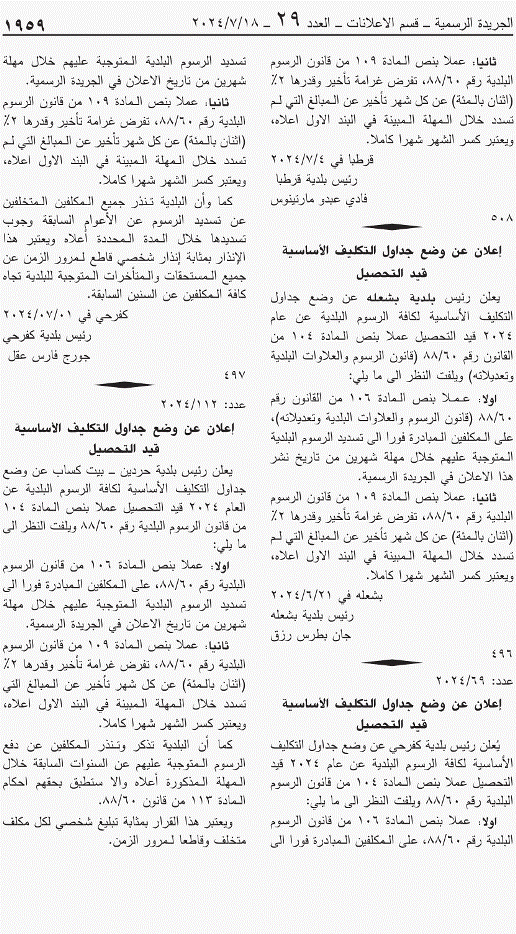 الجريدة الرسمية ـ قسم الاعلانات ـ العدد ٢٩ ـ ٢٠٢٤/٧/١٨
١٩٥٩
ثانيا: عملا بنص المادة ١٠٩ من قانون الرسوم
البلدية رقم ٨٨/٦٠، تفرض غرامة تأخير وقدرها ٢٪
(اثنان بالمئة) عن كل شهر تأخير عن المبالغ التي لم
تسدد خلال المهلة المبينة في البند الاول اعلاه،
ويعتبر كسر الشهر شهرا كاملا.
قرطبا في ٢٠٢٤/٧/٤
رئيس بلدية قرطبا
فادي عبدو مارتينوس
٥٠٨
إعلان عن وضع جداول التكليف الأساسية
قيد التحصيل
يعلن رئيس بلدية بشعله عن وضع جداول
التكليف الأساسية لكافة الرسوم البلدية عن عام
٢٠٢٤ قيد التحصيل عملا بنص المادة ١٠٤ من
القانون رقم ٨٨/٦٠ (قانون الرسوم والعلاوات البلدية
وتعديلاته) ويلفت النظر الى ما يلي:
اولا: عملا بنص المادة ١٠٦ من القانون رقم
٨٨/٦٠ (قانون الرسوم والعلاوات البلدية وتعديلاته)،
على المكلفين المبادرة فورا الى تسديد الرسوم البلدية
المتوجبة عليهم خلال مهلة شهرين من تاريخ نشر
هذا الاعلان في الجريدة الرسمية.
ثانيا: عملا بنص المادة ١٠٩ من قانون الرسوم
البلدية رقم ٨٨/٦٠، تفرض غرامة تأخير وقدرها ٢٪
(اثنان بالمئة) عن كل شهر تأخير عن المبالغ التي لم
تسدد خلال المهلة المبينة في البند الاول اعلاه،
ويعتبر كسر الشهر شهرا كاملا.
بشعله في ٢٠٢٤/٦/٢١
رئيس بلدية بشعله
جان بطرس رزق
٤٩٦
عدد: ٢٠٢٤/٦٩
إعلان عن وضع جداول التكليف الأساسية
قيد التحصيل
يُعلن رئيس بلدية كفرحي عن وضع جداول التكليف
الأساسية لكافة الرسوم البلدية عن عام ٢٠٢٤ قيد
التحصيل عملا بنص المادة ١٠٤ من قانون الرسوم
البلدية رقم ٨٨/٦٠ ويلفت النظر الى ما يلي:
اولا: عملا بنص المادة ١٠٦ من قانون الرسوم
البلدية رقم ٨٨/٦٠، على المكلفين المبادرة فورا الى
تسديد الرسوم البلدية المتوجبة عليهم خلال مهلة
شهرين من تاريخ الاعلان في الجريدة الرسمية.
ثانيا: عملا بنص المادة ١٠٩ من قانون الرسوم
البلدية رقم ٨٨/٦٠، تفرض غرامة تأخير وقدرها ٢٪
(اثنان بالمئة) عن كل شهر تأخير عن المبالغ التي لم
تسدد خلال المهلة المبينة في البند الاول اعلاه،
ويعتبر كسر الشهر شهرا كاملا.
كما وأن البلدية تنذر جميع المكلفين المتخلفين
عن تسديد الرسوم عن الأعوام السابقة وجوب
تسديدها خلال المدة المحددة أعلاه ويعتبر هذا
الإنذار بمثابة إنذار شخصي قاطع لمرور الزمن عن
جميع المستحقات والمتأخرات المتوجبة للبلدية تجاه
كافة المكلفين عن السنين السابقة.
كفرحي في ٢٠٢٤/٠٧/٠١
رئيس بلدية كفرحي
جورج فارس عقل
٤٩٧
عدد: ٢٠٢٤/١١٢
إعلان عن وضع جداول التكليف الأساسية
قيد التحصيل
يعلن رئيس بلدية حردين ـ بيت كساب عن وضع
جداول التكليف الأساسية لكافة الرسوم البلدية عن
العام ٢٠٢٤ قيد التحصيل عملا بنص المادة ١٠٤
من قانون الرسوم البلدية رقم ٨٨/٦٠ ويلفت النظر الى
ما يلي:
اولا: عملا بنص المادة ١٠٦ من قانون الرسوم
البلدية رقم ٨٨/٦٠، على المكلفين المبادرة فورا الى
تسديد الرسوم البلدية المتوجبة عليهم خلال مهلة
شهرين من تاريخ الاعلان في الجريدة الرسمية.
ثانيا: عملا بنص المادة ١٠٩ من قانون الرسوم
البلدية رقم ٨٨/٦٠، تفرض غرامة تأخير وقدرها ٢٪
(اثنان بالمئة) عن كل شهر تأخير عن المبالغ التي
لم تسدد خلال المهلة المبينة في البند الاول اعلاه،
ويعتبر كسر الشهر شهرا كاملا.
كما أن البلدية تذكر وتنذر المكلفين عن دفع
الرسوم المتوجبة عليهم عن السنوات السابقة خلال
المهلة المذكورة أعلاه والا ستطبق بحقهم احكام
المادة ١١٣ من قانون ٨٨/٦٠.
ويعتبر هذا القرار بمثابة تبليغ شخصي لكل مكلف
متخلف وقاطعا لمرور الزمن.